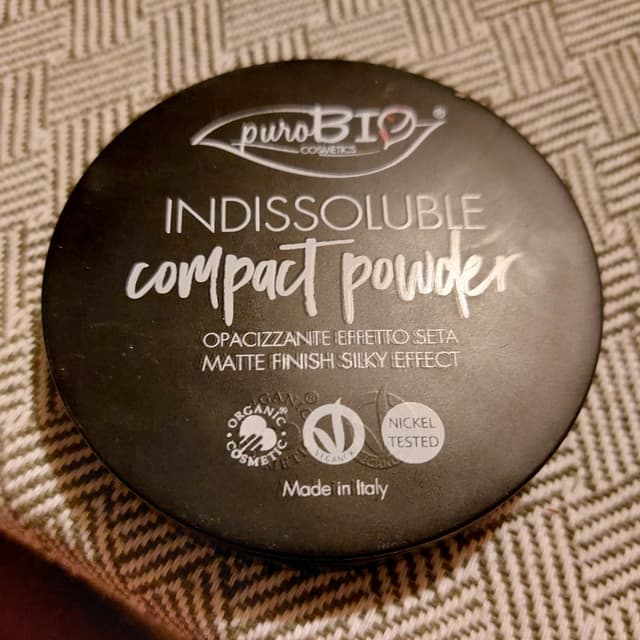 puroBIO®
COSMETICS
INDISSOLUBLE
compact powder
OPACIZZANTE EFFETTO SETA
MATTE FINISH SILKY EFFECT
ORGANIC® COSMETIC
VEGANOK
NICKEL TESTED
Made in Italy